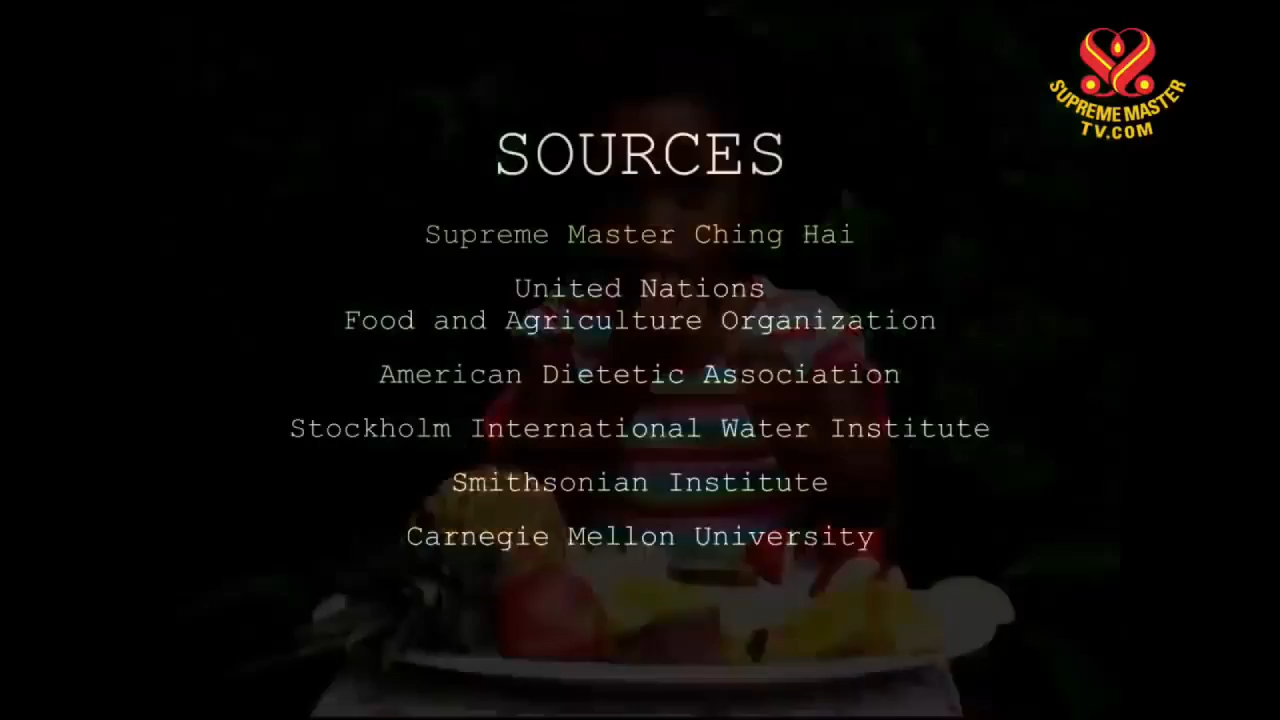 SUPREME MASTER
TV.COM
SOURCES
Supreme Master Ching Hai
United Nations
Food and Agriculture Organization
American Dietetic Association
Stockholm International Water Institute
Smithsonian Institute
Carnegie Mellon University